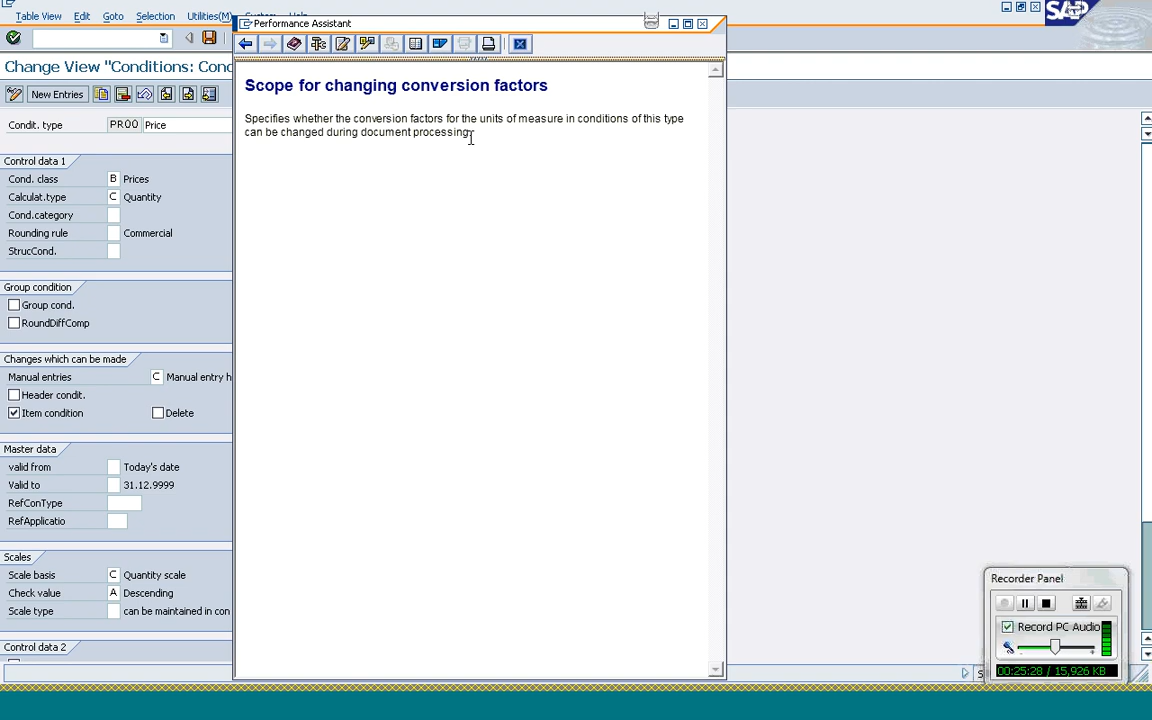 Table View Edit Goto Selection Utilities(M) System Help
SAP
Performance Assistant
Change View "Conditions: Con
New Entries
Scope for changing conversion factors
Specifies whether the conversion factors for the units of measure in conditions of this type
can be changed during document processing.
Condit. type PR00 Price
Control data 1
Cond. class B Prices
Calculat.type C Quantity
Cond.category
Rounding rule Commercial
StrucCond.
Group condition
Group cond.
RoundDiffComp
Changes which can be made
Manual entries C Manual entry h
Header condit.
Item condition Delete
Master data
valid from Today's date
Valid to 31.12.9999
RefConType
RefApplicatio
Scales
Scale basis C Quantity scale
Check value A Descending
Scale type can be maintained in con
Control data 2
Recorder Panel
Record PC Audio
00:25:28 / 15,926 KB